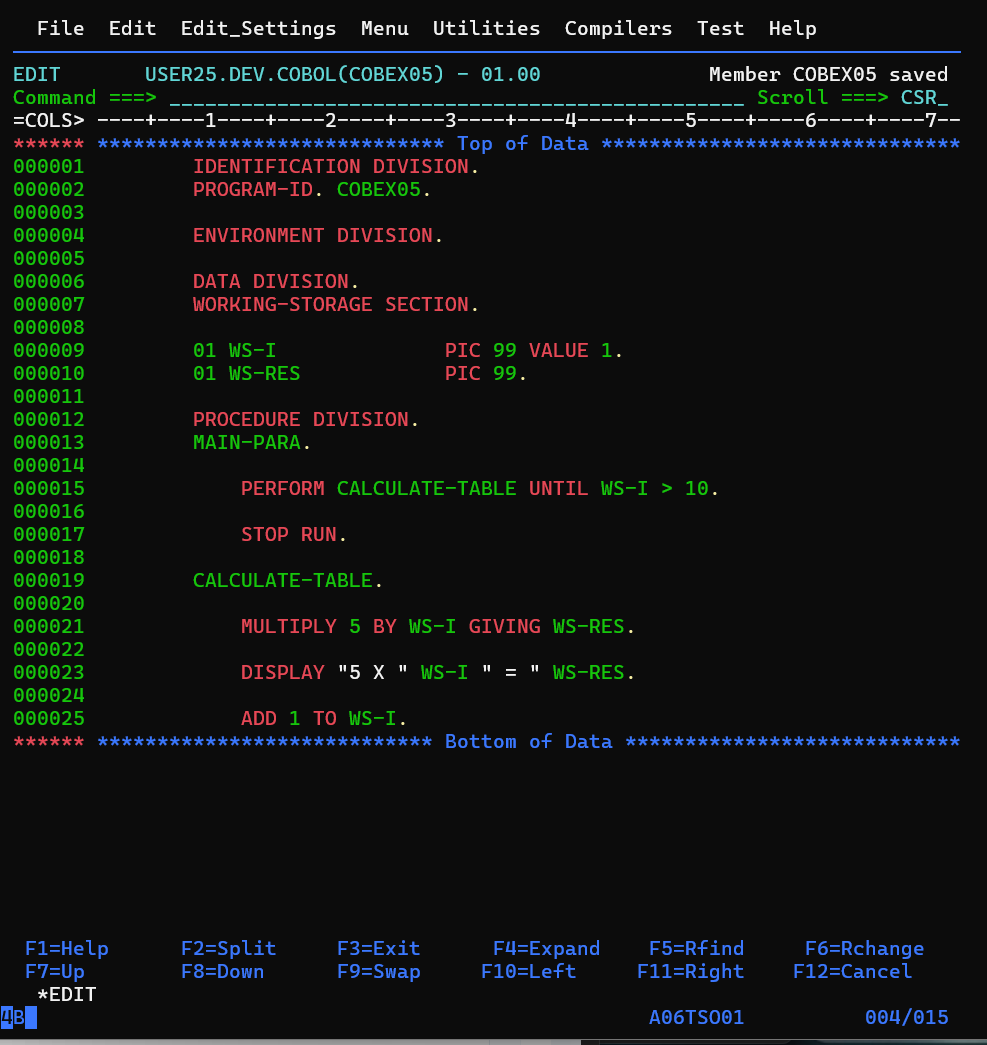 File  Edit  Edit_Settings  Menu  Utilities  Compilers  Test  Help
EDIT       USER25.DEV.COBOL(COBEX05) - 01.00              Member COBEX05 saved
Command ===> ________________________________________________ Scroll ===> CSR_
=COLS> ----+----1----+----2----+----3----+----4----+----5----+----6----+----7--
****** ***************************** Top of Data ******************************
000001         IDENTIFICATION DIVISION.
000002         PROGRAM-ID. COBEX05.
000003
000004         ENVIRONMENT DIVISION.
000005
000006         DATA DIVISION.
000007         WORKING-STORAGE SECTION.
000008
000009         01 WS-I              PIC 99 VALUE 1.
000010         01 WS-RES            PIC 99.
000011
000012         PROCEDURE DIVISION.
000013         MAIN-PARA.
000014
000015             PERFORM CALCULATE-TABLE UNTIL WS-I > 10.
000016
000017             STOP RUN.
000018
000019         CALCULATE-TABLE.
000020
000021             MULTIPLY 5 BY WS-I GIVING WS-RES.
000022
000023             DISPLAY "5 X " WS-I " = " WS-RES.
000024
000025             ADD 1 TO WS-I.
****** **************************** Bottom of Data ****************************
F1=Help      F2=Split     F3=Exit      F4=Expand    F5=Rfind     F6=Rchange
F7=Up        F8=Down      F9=Swap     F10=Left     F11=Right    F12=Cancel
*EDIT
4B                                                    A06TSO01          004/015